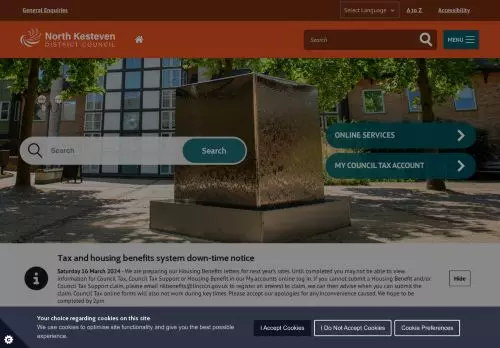 General Enquiries
Select Language
A to Z
Accessibility
North Kesteven
DISTRICT COUNCIL
Search
MENU
Search
Search
ONLINE SERVICES
MY COUNCIL TAX ACCOUNT
Tax and housing benefits system down-time notice
Saturday 16 March 2024 - We are preparing our Housing Benefits letters for next year's rates. Until completed you may not be able to view
information for Council Tax, Council Tax Support or Housing Benefit in our My accounts online log in. If you cannot submit a Housing Benefit and/or
Council Tax Support claim, please email nkbenefits@lincoln.gov.uk to register an interest to claim, we can then advise when you can submit the
claim. Council Tax online forms will also not work during key times. Please accept our apologies for any inconvenience caused. We hope to be
completed by 2pm
Hide
Your choice regarding cookies on this site
We use cookies to optimise site functionality and give you the best possible
experience.
I Accept Cookies
I Do Not Accept Cookies
Cookie Preferences